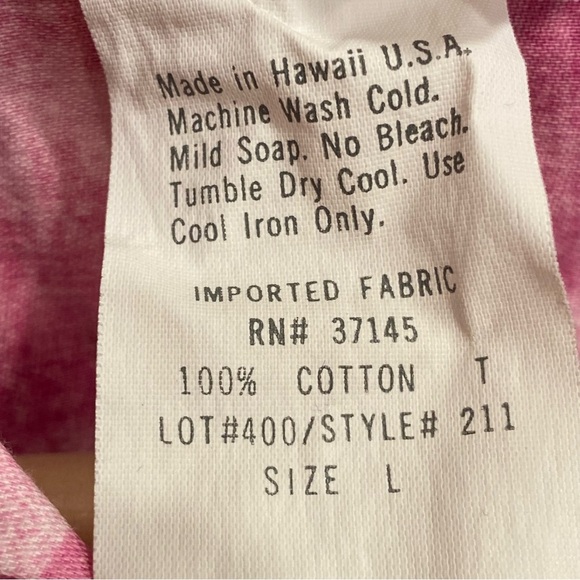 Made in Hawaii U.S.A.
Machine Wash Cold.
Mild Soap. No Bleach.
Tumble Dry Cool. Use
Cool Iron Only.
IMPORTED FABRIC
RN# 37145
100% COTTON T
LOT#400/STYLE# 211
SIZE L